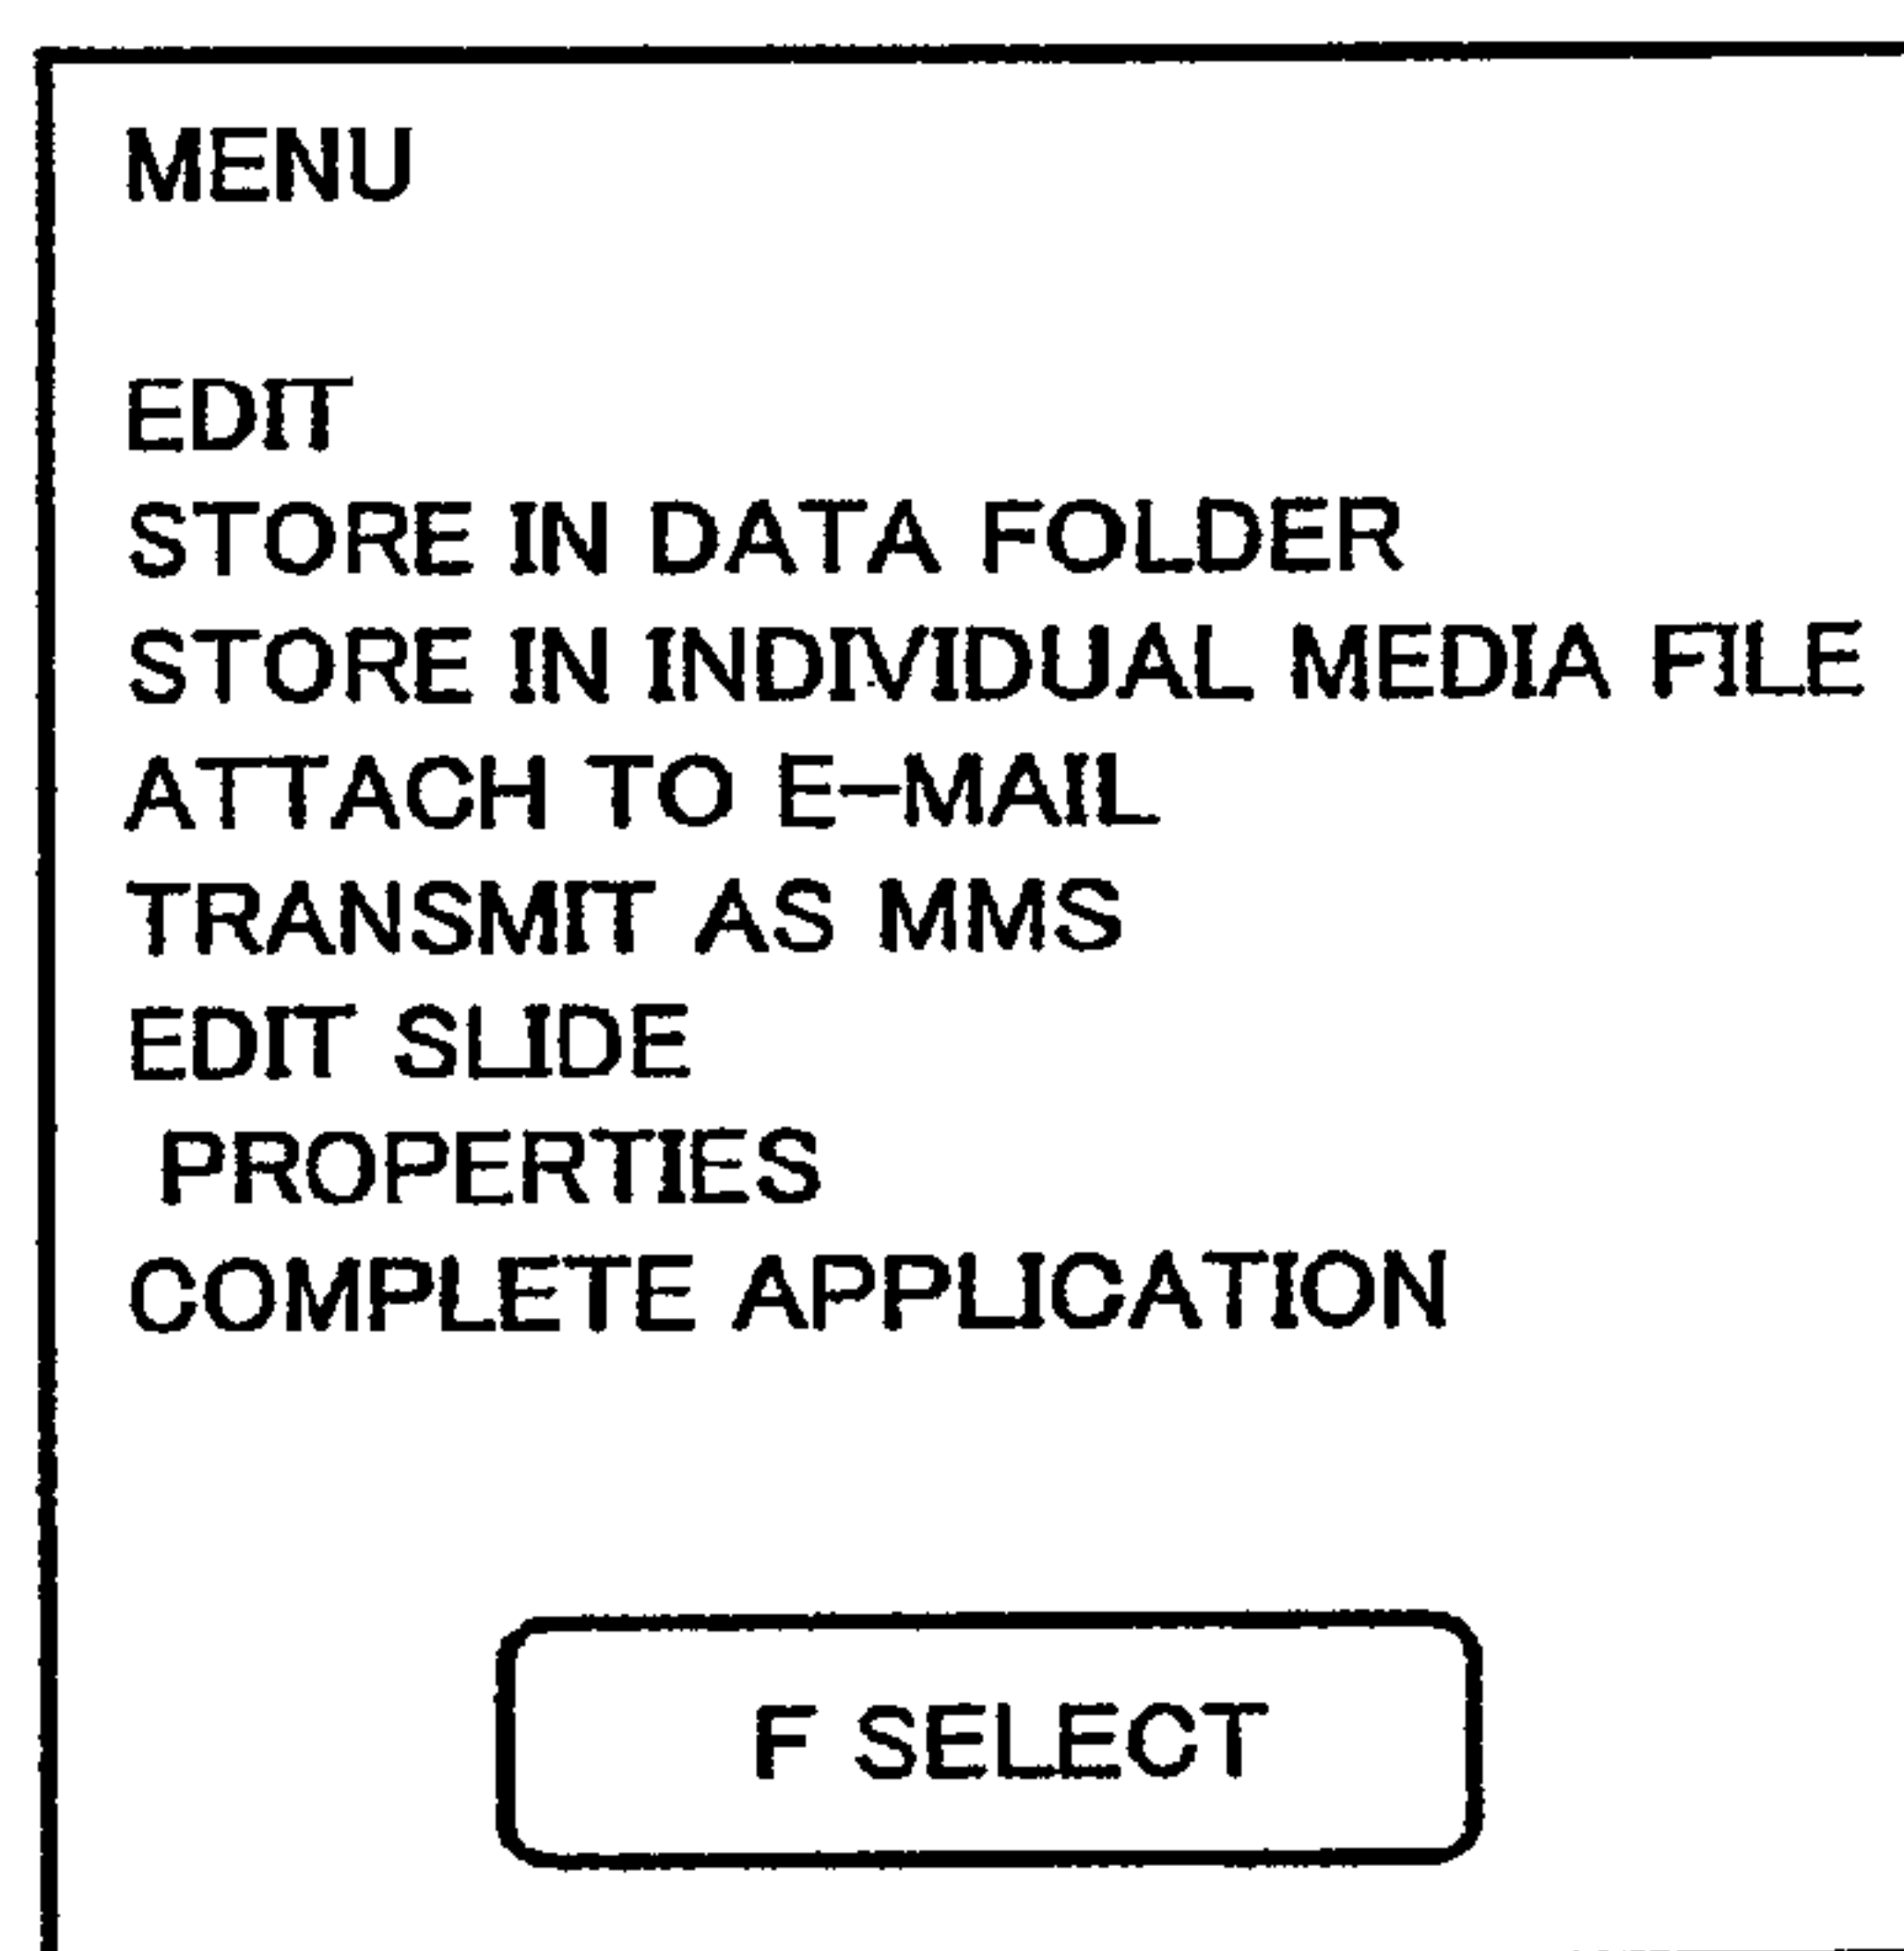 MENU
EDIT
STORE IN DATA FOLDER
STORE IN INDIVIDUAL MEDIA FILE
ATTACH TO E-MAIL
TRANSMIT AS MMS
EDIT SLIDE
PROPERTIES
COMPLETE APPLICATION
F SELECT